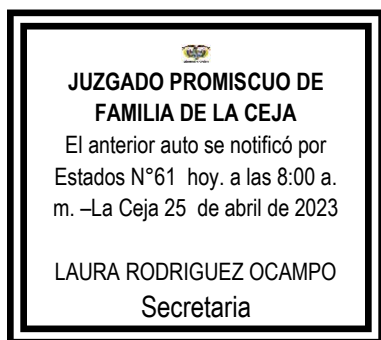 JUZGADO PROMISCUO DE
FAMILIA DE LA CEJA
El anterior auto se notificó por
Estados N°61 hoy. a las 8:00 a.
m. –La Ceja 25 de abril de 2023
LAURA RODRIGUEZ OCAMPO
Secretaria